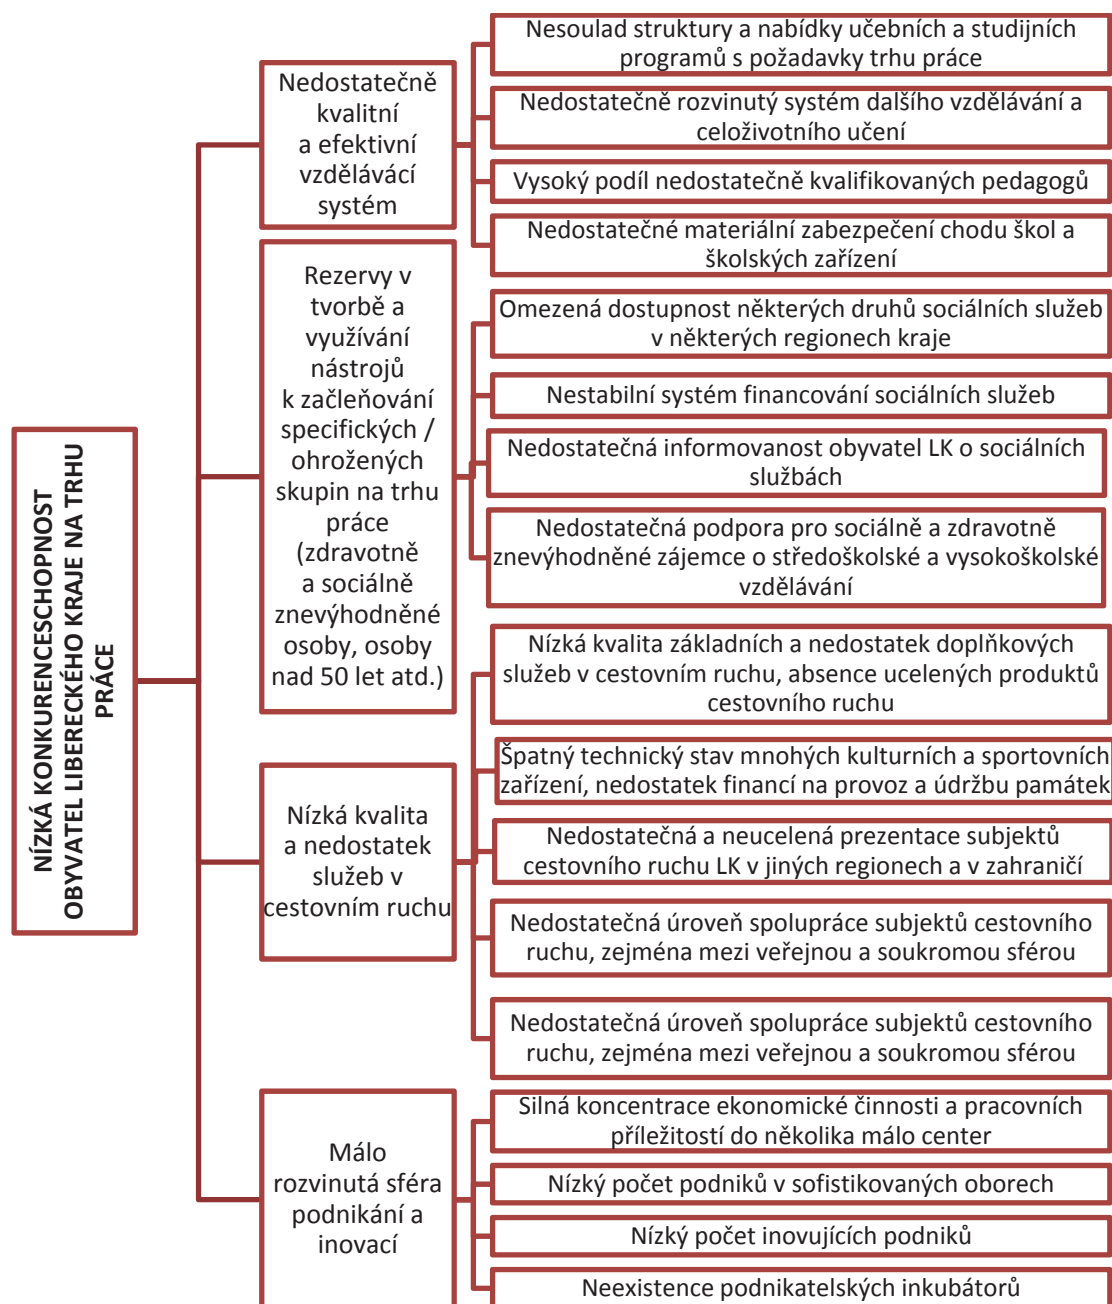 NÍZKÁ KONKURENCESCHOPNOST
OBYVATEL LIBERECKÉHO KRAJE NA TRHU
PRÁCE
Nedostatečně
kvalitní
a efektivní
vzdělávácí
systém
Nesoulad struktury a nabídky učebních a studijních
programů s požadavky trhu práce
Nedostatečně rozvinutý systém dalšího vzdělávání a
celoživotního učení
Vysoký podíl nedostatečně kvalifikovaných pedagogů
Nedostatečné materiální zabezpečení chodu škol a
školských zařízení
Rezervy v
tvorbě a
využívání
nástrojů
k začleňování
specifických /
ohrožených
skupin na trhu
práce
(zdravotně
a sociálně
znevýhodněné
osoby, osoby
nad 50 let atd.)
Omezená dostupnost některých druhů sociálních služeb
v některých regionech kraje
Nestabilní systém financování sociálních služeb
Nedostatečná informovanost obyvatel LK o sociálních
službách
Nedostatečná podpora pro sociálně a zdravotně
znevýhodněné zájemce o středoškolské a vysokoškolské
vzdělávání
Nízká kvalita
a nedostatek
služeb v
cestovním ruchu
Nízká kvalita základních a nedostatek doplňkových
služeb v cestovním ruchu, absence ucelených produktů
cestovního ruchu
Špatný technický stav mnohých kulturních a sportovních
zařízení, nedostatek financí na provoz a údržbu památek
Nedostatečná a neucelená prezentace subjektů
cestovního ruchu LK v jiných regionech a v zahraničí
Nedostatečná úroveň spolupráce subjektů cestovního
ruchu, zejména mezi veřejnou a soukromou sférou
Nedostatečná úroveň spolupráce subjektů cestovního
ruchu, zejména mezi veřejnou a soukromou sférou
Málo
rozvinutá sféra
podnikání a
inovací
Silná koncentrace ekonomické činnosti a pracovních
příležitostí do několika málo center
Nízký počet podniků v sofistikovaných oborech
Nízký počet inovujících podniků
Neexistence podnikatelských inkubátorů